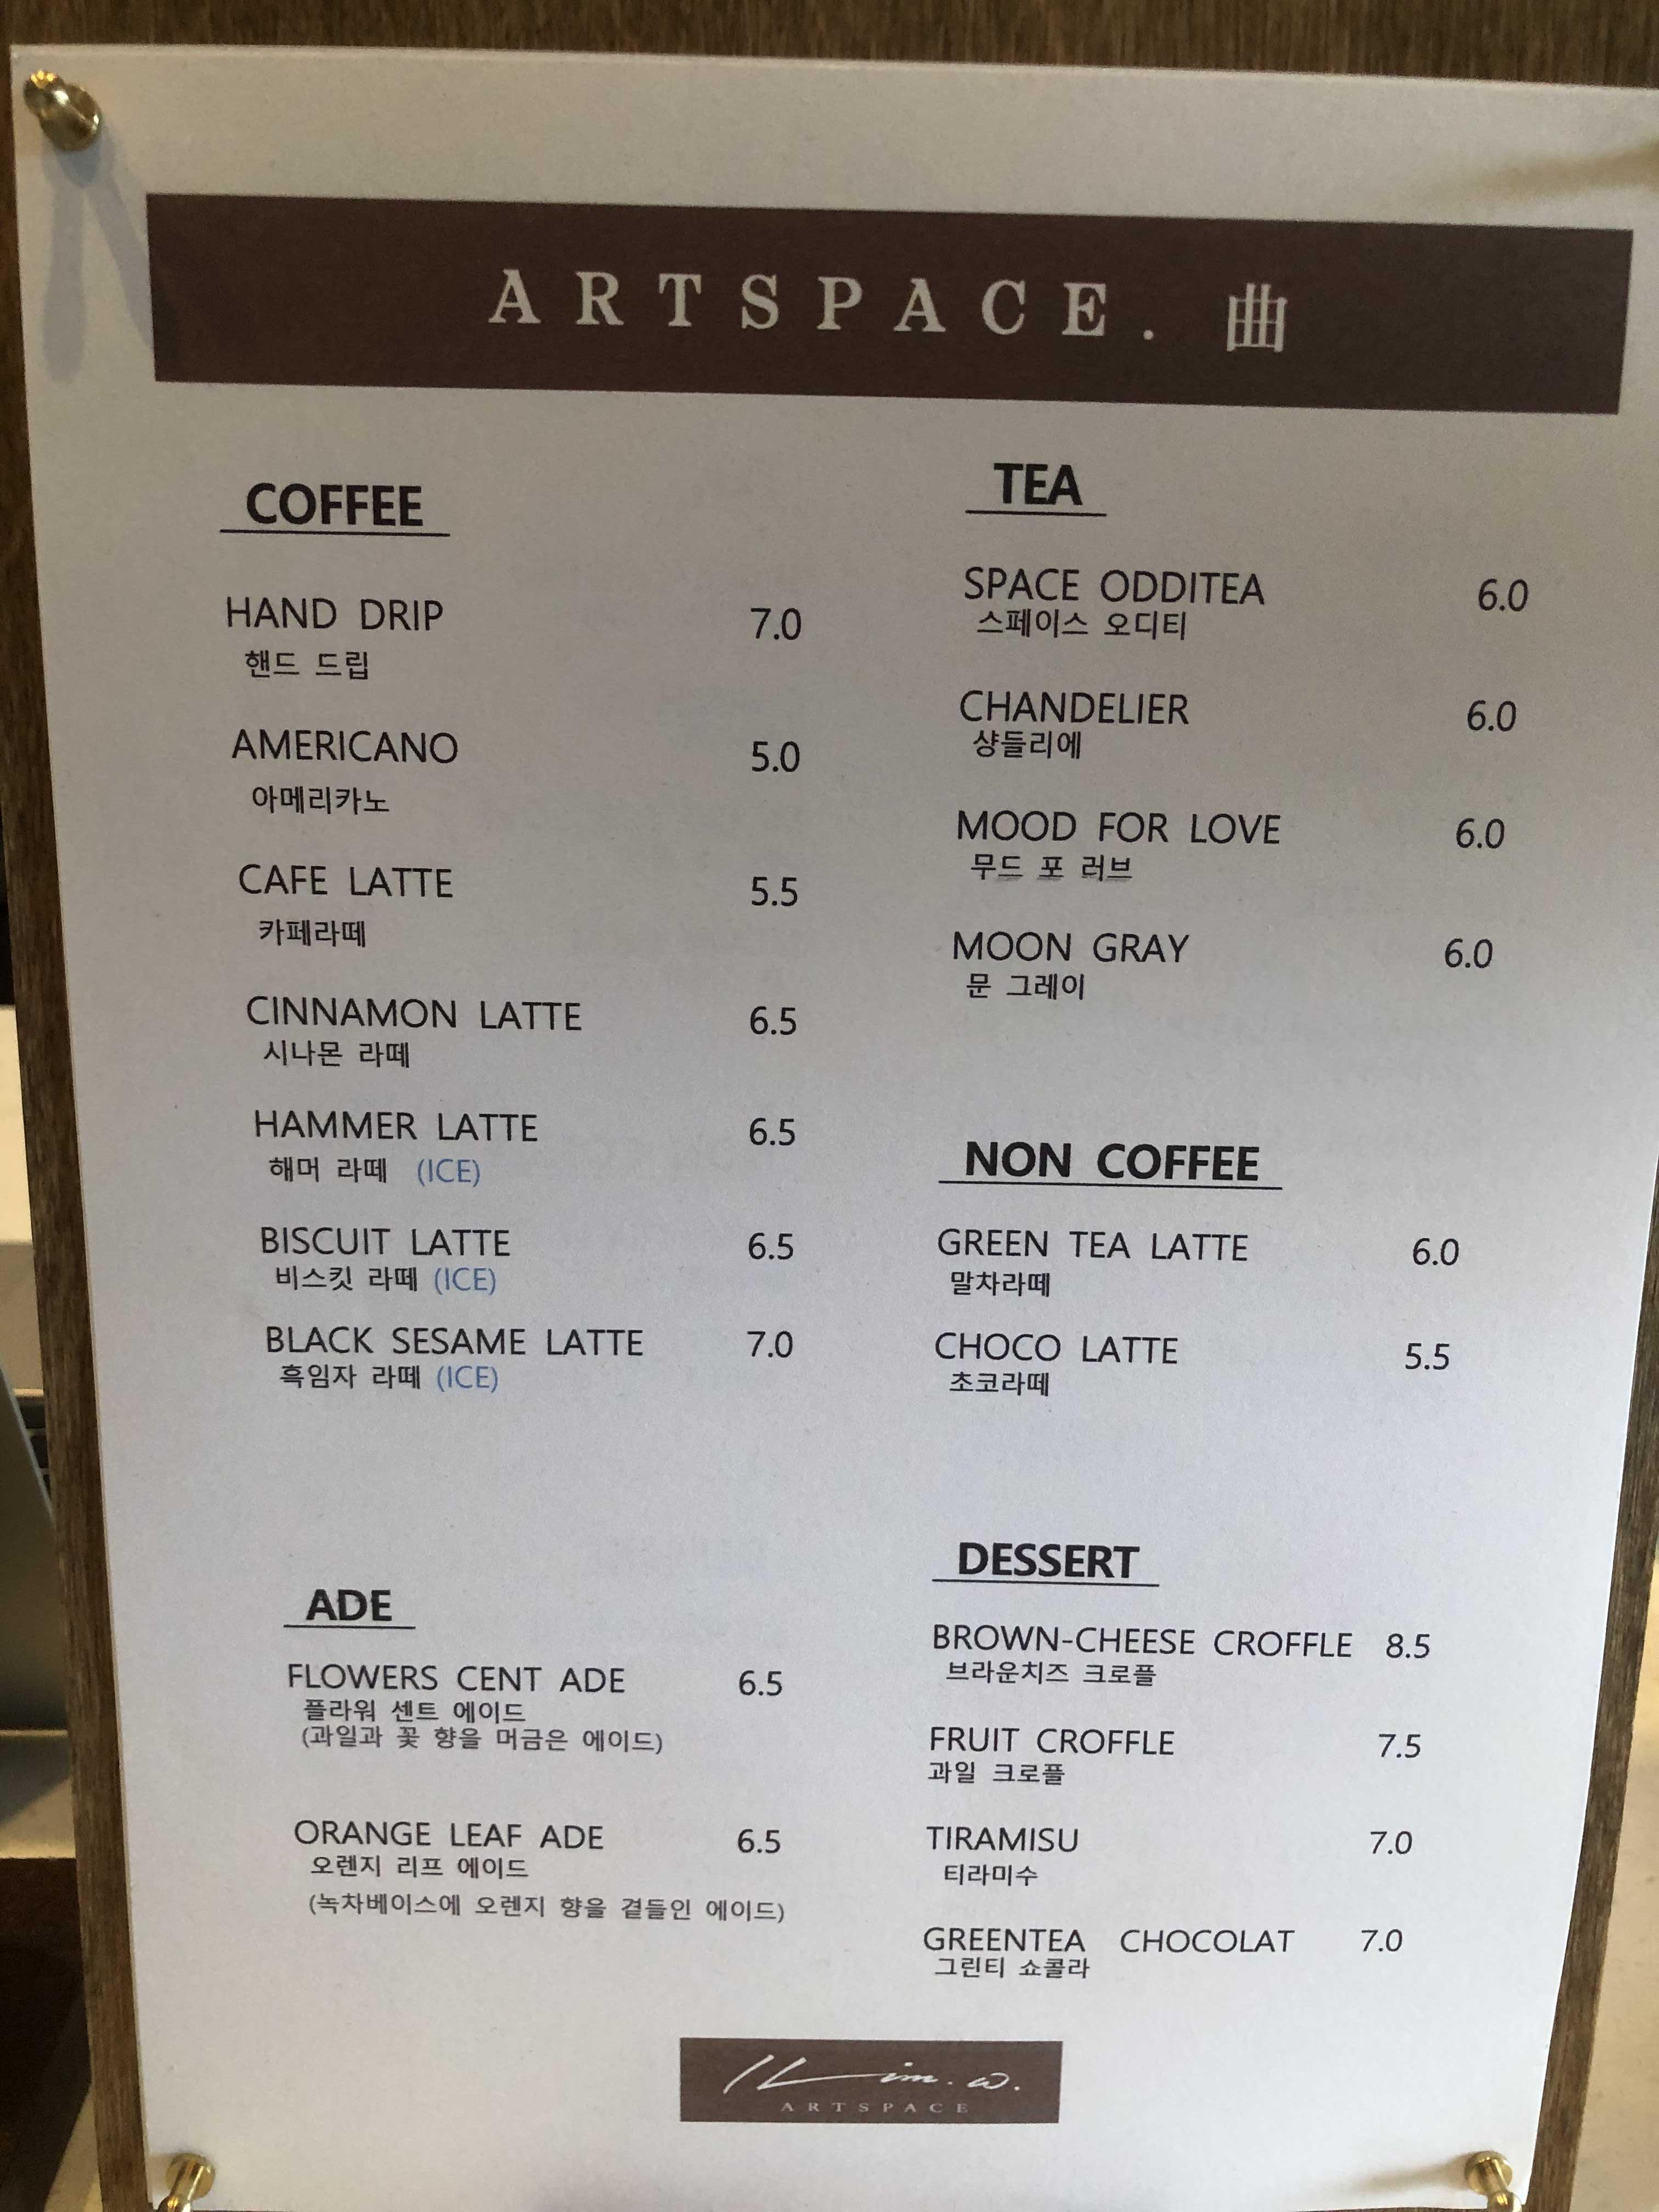 ARTSPACE. 曲
COFFEE
HAND DRIP 7.0
핸드 드립
AMERICANO 5.0
아메리카노
CAFE LATTE 5.5
카페라떼
CINNAMON LATTE 6.5
시나몬 라떼
HAMMER LATTE 6.5
해머 라떼 (ICE)
BISCUIT LATTE 6.5
비스킷 라떼 (ICE)
BLACK SESAME LATTE 7.0
흑임자 라떼 (ICE)
ADE
FLOWERS CENT ADE 6.5
플라워 센트 에이드
(과일과 꽃 향을 머금은 에이드)
ORANGE LEAF ADE 6.5
오렌지 리프 에이드
(녹차베이스에 오렌지 향을 곁들인 에이드)
TEA
SPACE ODDITEA 6.0
스페이스 오디티
CHANDELIER 6.0
샹들리에
MOOD FOR LOVE 6.0
무드 포 러브
MOON GRAY 6.0
문 그레이
NON COFFEE
GREEN TEA LATTE 6.0
말차라떼
CHOCO LATTE 5.5
초코라떼
DESSERT
BROWN-CHEESE CROFFLE 8.5
브라운치즈 크로플
FRUIT CROFFLE 7.5
과일 크로플
TIRAMISU 7.0
티라미수
GREENTEA CHOCOLAT 7.0
그린티 쇼콜라
ARTSPACE